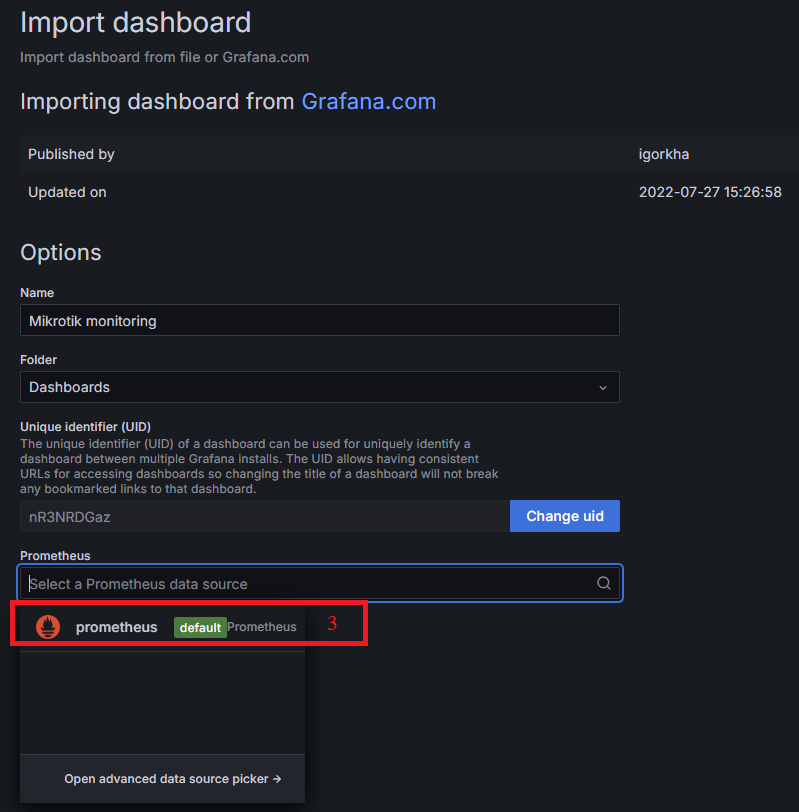 Import dashboard
Import dashboard from file or Grafana.com
Importing dashboard from Grafana.com
Published by igorkha
Updated on 2022-07-27 15:26:58
Options
Name
Mikrotik monitoring
Folder
Dashboards
Unique identifier (UID)
The unique identifier (UID) of a dashboard can be used for uniquely identify a
dashboard between multiple Grafana installs. The UID allows having consistent
URLs for accessing dashboards so changing the title of a dashboard will not break
any bookmarked links to that dashboard.
nR3NRDGaz Change uid
Prometheus
Select a Prometheus data source
prometheus default Prometheus 3
Open advanced data source picker →